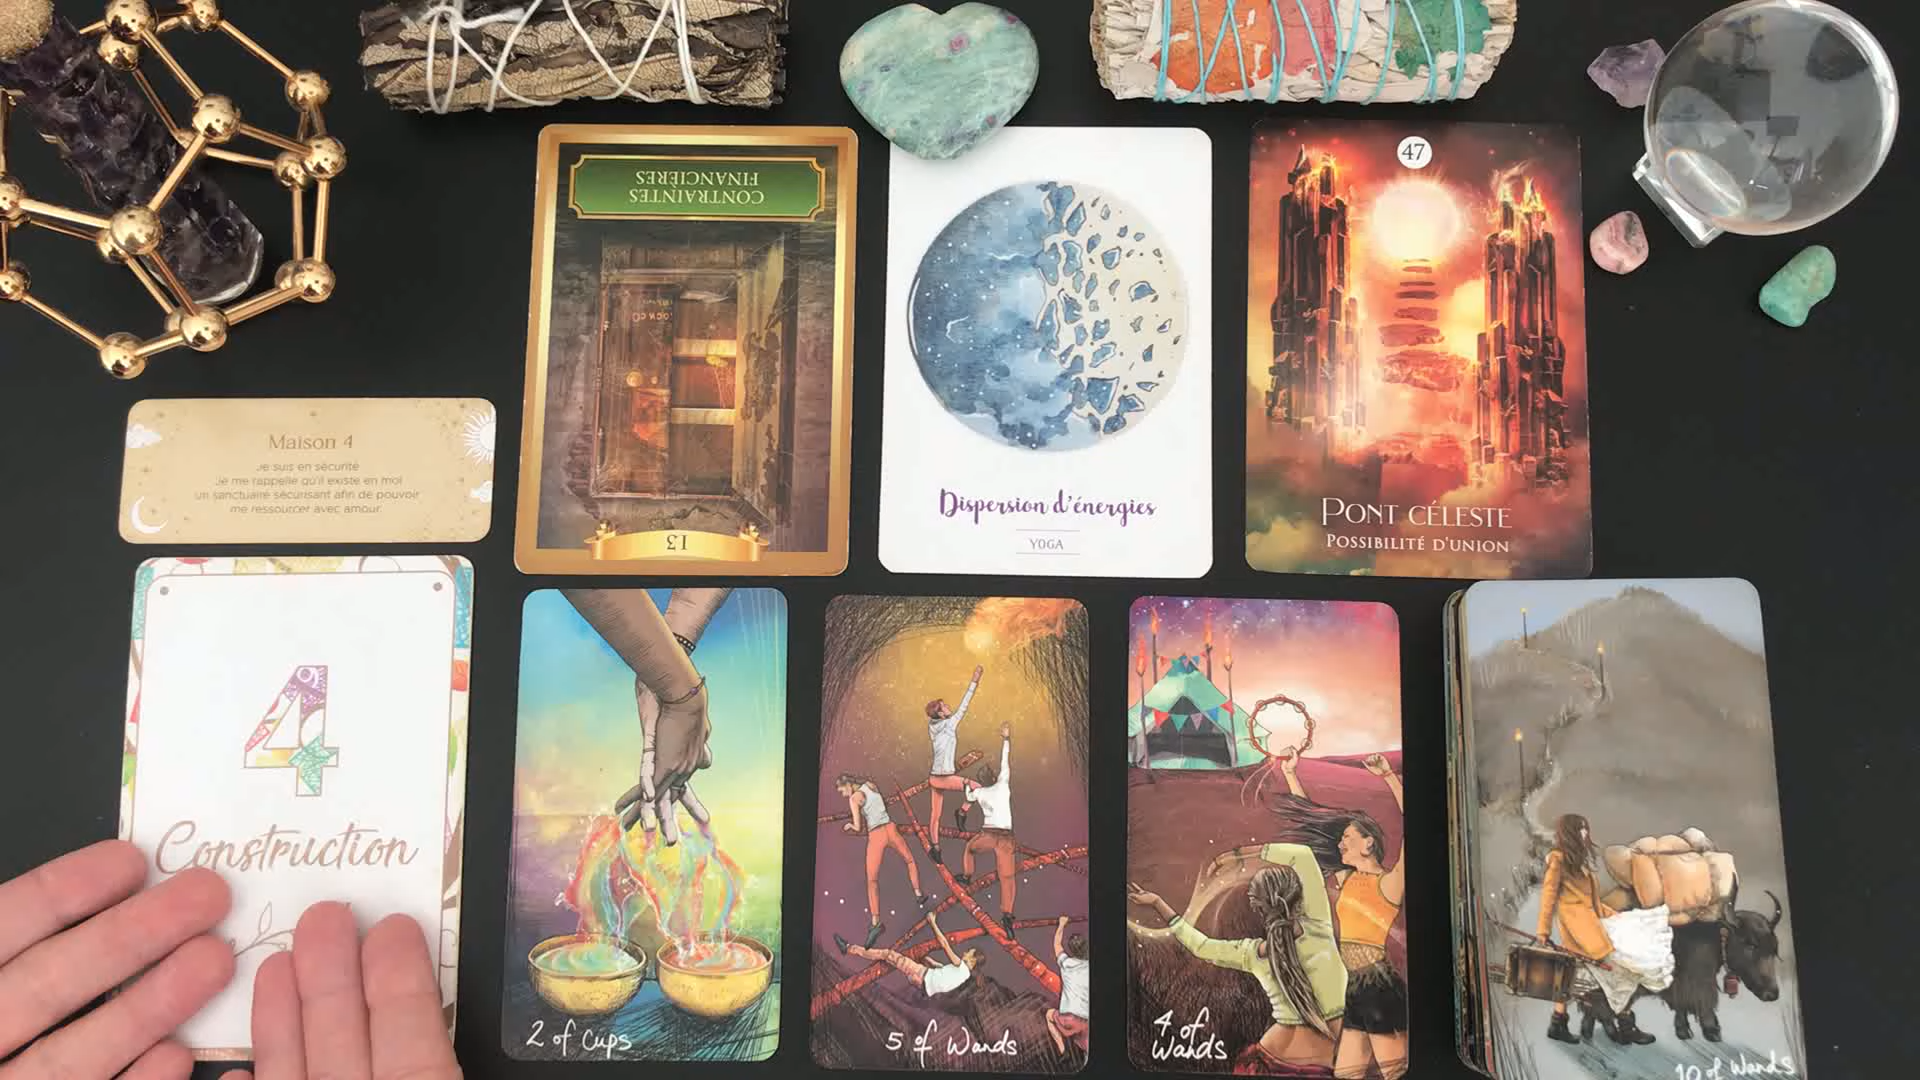 CONTRAINTES
FINANCIÈRES
13
Dispersion d'énergies
YOGA
47
PONT CÉLESTE
POSSIBILITÉ D'UNION
Maison 4
Je suis en sécurité
Je me rappelle qu'il existe en moi
un sanctuaire sécurisant afin de pouvoir
me ressourcer avec amour.
4
Construction
2 of Cups
5 of Wands
4 of
Wands
10 of Wands